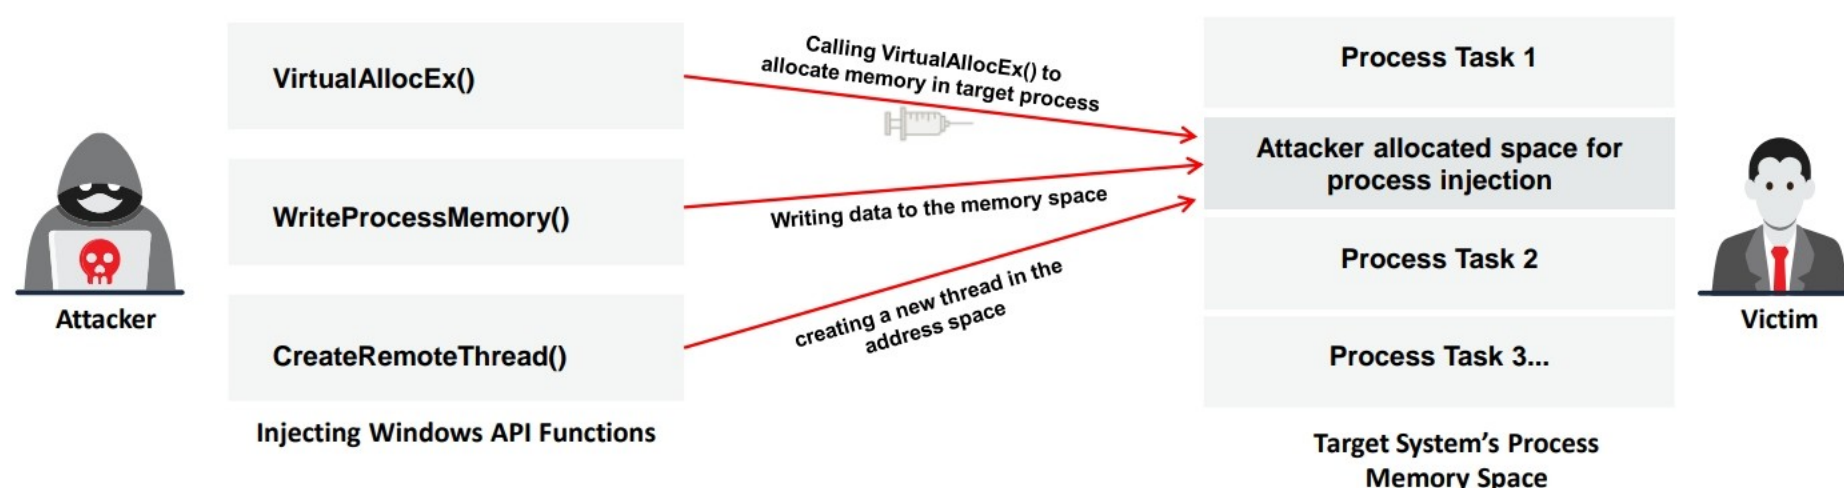 VirtualAllocEx()
WriteProcessMemory()
CreateRemoteThread()
Attacker
Injecting Windows API Functions
Calling VirtualAllocEx() to
allocate memory in target process
Writing data to the memory space
creating a new thread in the
address space
Process Task 1
Attacker allocated space for
process injection
Process Task 2
Process Task 3...
Victim
Target System’s Process
Memory Space